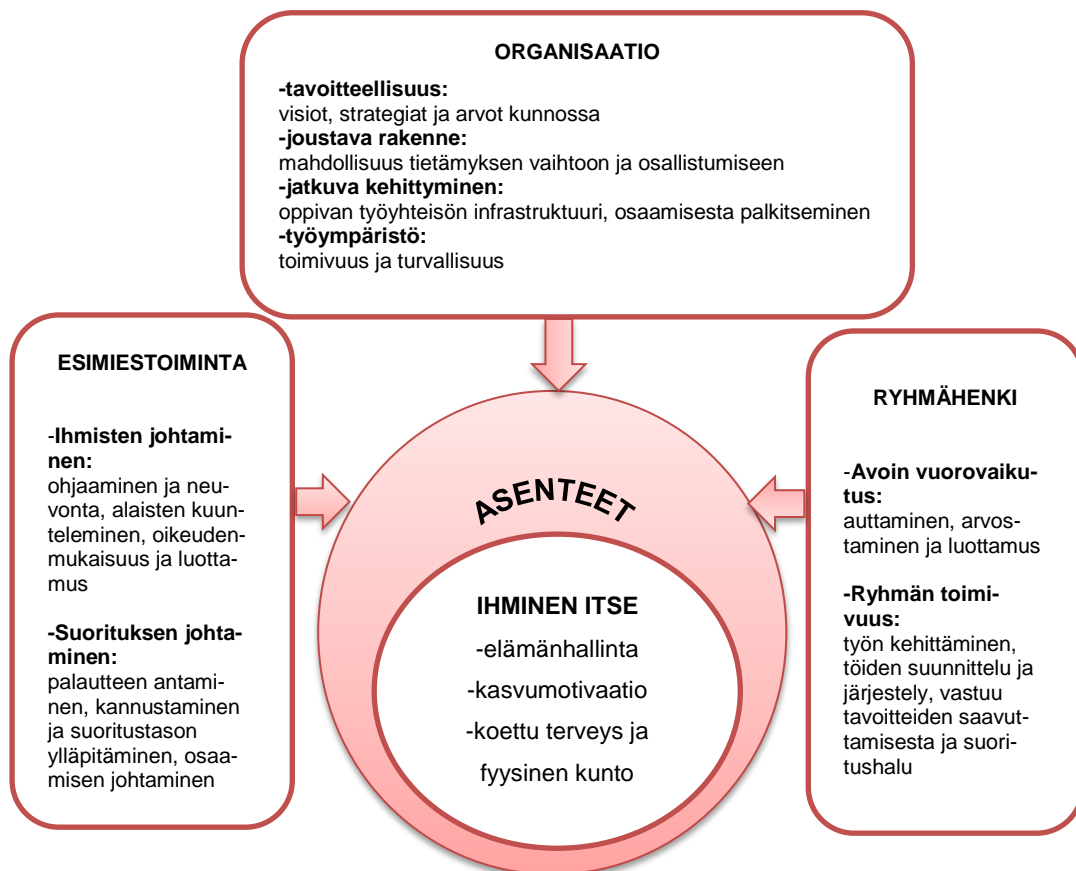 ORGANISAATIO
-tavoitteellisuus:
visiot, strategiat ja arvot kunnossa
-joustava rakenne:
mahdollisuus tietämyksen vaihtoon ja osallistumiseen
-jatkuva kehittyminen:
oppivan työyhteisön infrastruktuuri, osaamisesta palkitseminen
-työympäristö:
toimivuus ja turvallisuus
ESIMIESTOIMINTA
-Ihmisten johtami-
nen:
ohjaaminen ja neu-
vonta, alaisten kuun-
teleminen, oikeuden-
mukaisuus ja luotta-
mus
-Suorituksen johta-
minen:
palautteen antami-
nen, kannustaminen
ja suoritustason
ylläpitäminen, osaa-
misen johtaminen
ASENTEET
IHMINEN ITSE
-elämänhallinta
-kasvumotivaatio
-koettu terveys ja
fyysinen kunto
RYHMÄHENKI
-Avoin vuorovaiku-
tus:
auttaminen, arvos-
taminen ja luottamus
-Ryhmän toimi-
vuus:
työn kehittäminen,
töiden suunnittelu ja
järjestely, vastuu
tavoitteiden saavut-
tamisesta ja suori-
tushalu